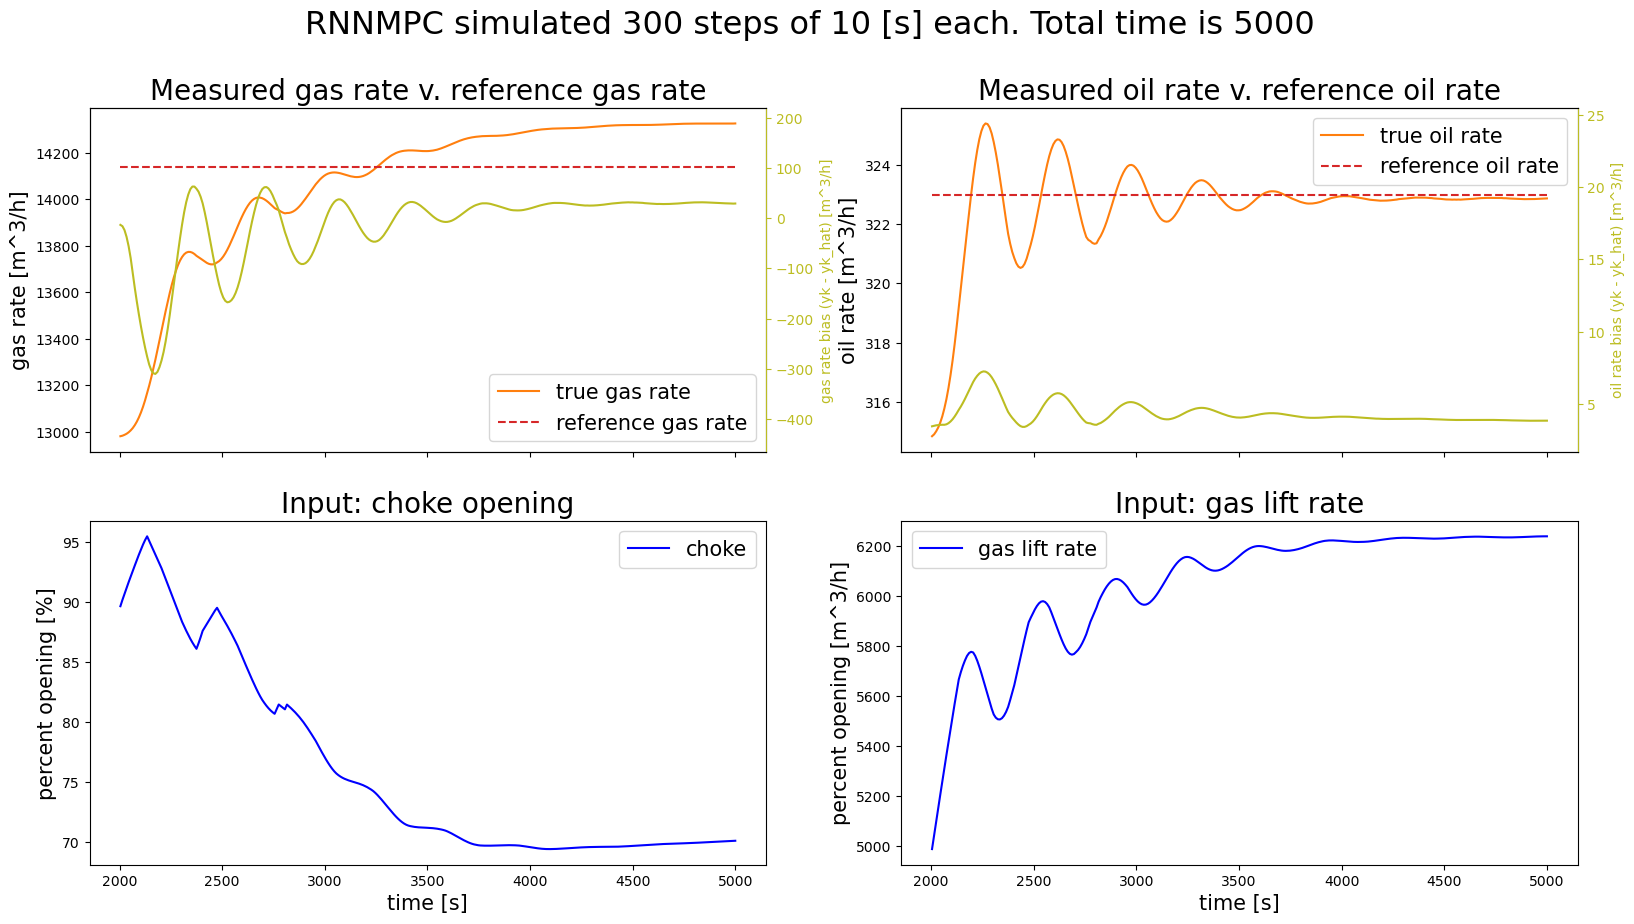 RNNMPC simulated 300 steps of 10 [s] each. Total time is 5000
Measured gas rate v. reference gas rate
gas rate [m^3/h]
14200
14000
13800
13600
13400
13200
13000
true gas rate
reference gas rate
200
100
0
−100
−200
−300
−400
gas rate bias (yk - yk_hat) [m^3/h]
Measured oil rate v. reference oil rate
oil rate [m^3/h]
324
322
320
318
316
true oil rate
reference oil rate
25
20
15
10
5
oil rate bias (yk - yk_hat) [m^3/h]
Input: choke opening
percent opening [%]
95
90
85
80
75
70
choke
2000 2500 3000 3500 4000 4500 5000
time [s]
Input: gas lift rate
percent opening [m^3/h]
6200
6000
5800
5600
5400
5200
5000
gas lift rate
2000 2500 3000 3500 4000 4500 5000
time [s]